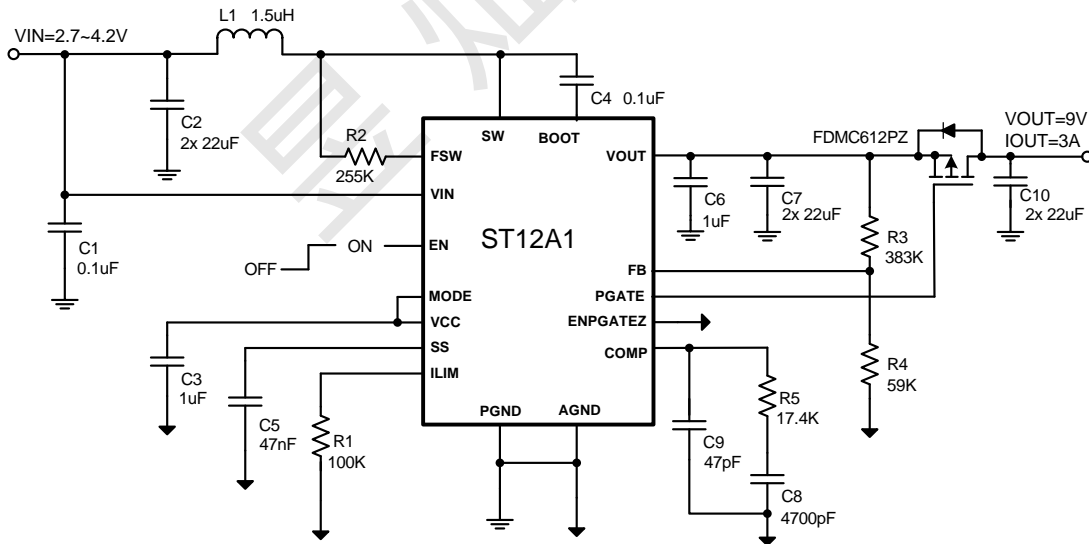 L1 1.5uH
VIN=2.7~4.2V
C4 0.1uF
C2
2x 22uF
R2
255K
SW BOOT
FSW
VOUT
FDMC612PZ
VOUT=9V
IOUT=3A
VIN
C6
1uF
C7
2x 22uF
C10
2x 22uF
C1
0.1uF
OFF ON
EN
ST12A1
R3
383K
FB
MODE
PGATE
VCC
ENPGATEZ
SS
COMP
C3
1uF
ILIM
R4
59K
C5
47nF
R1
100K
PGND AGND
R5
17.4K
C9
47pF
C8
4700pF